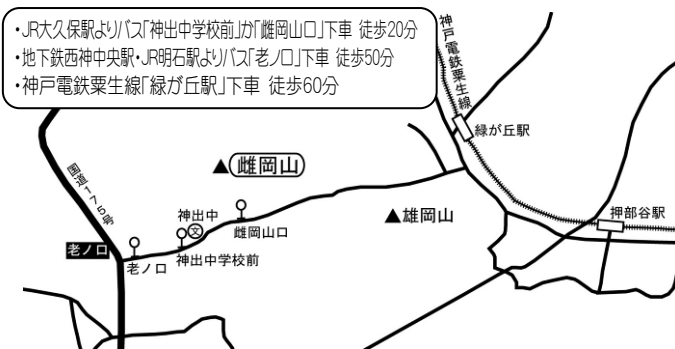 ・JR大久保駅よりバス「神出中学校前」か「雌岡山口」下車 徒歩20分
・地下鉄西神中央駅・JR明石駅よりバス「老ノ口」下車 徒歩50分
・神戸電鉄粟生線「緑が丘駅」下車 徒歩60分
神戸電鉄粟生線
緑が丘駅
国道175号
▲雌岡山
神出中
文
雌岡山口
▲雄岡山
押部谷駅
老ノ口
老ノ口
神出中学校前